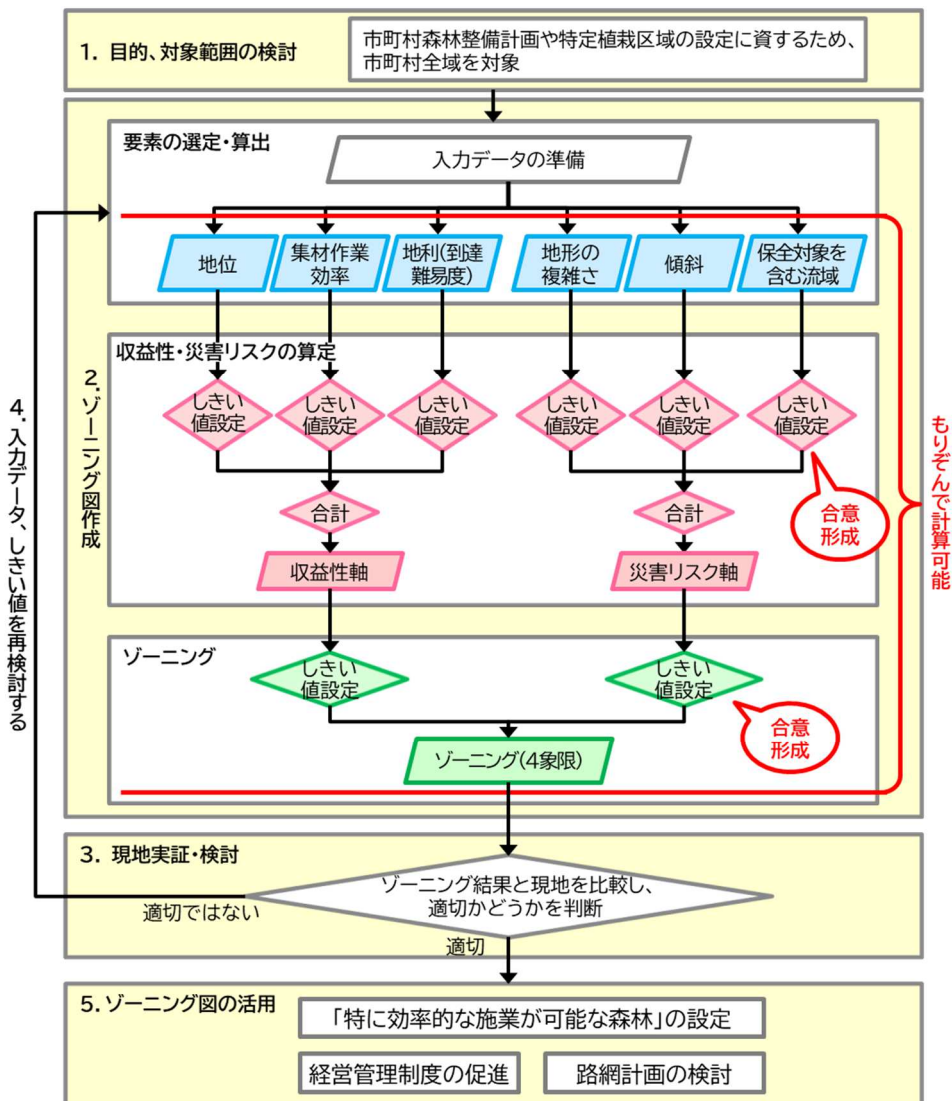 1. 目的、対象範囲の検討
市町村森林整備計画や特定植栽区域の設定に資するため、
市町村全域を対象
2. ゾーニング図作成
要素の選定・算出
入力データの準備
地位
集材作業
効率
地利(到達
難易度)
地形の
複雑さ
傾斜
保全対象を
含む流域
収益性・災害リスクの算定
しきい
値設定
しきい
値設定
しきい
値設定
しきい
値設定
しきい
値設定
しきい
値設定
合意
形成
合計
合計
収益性軸
災害リスク軸
もりぞんで計算可能
ゾーニング
しきい
値設定
しきい
値設定
合意
形成
ゾーニング(4象限)
4. 入力データ、しきい値を再検討する
3. 現地実証・検討
ゾーニング結果と現地を比較し、
適切かどうかを判断
適切ではない
適切
5. ゾーニング図の活用
「特に効率的な施業が可能な森林」の設定
経営管理制度の促進
路網計画の検討